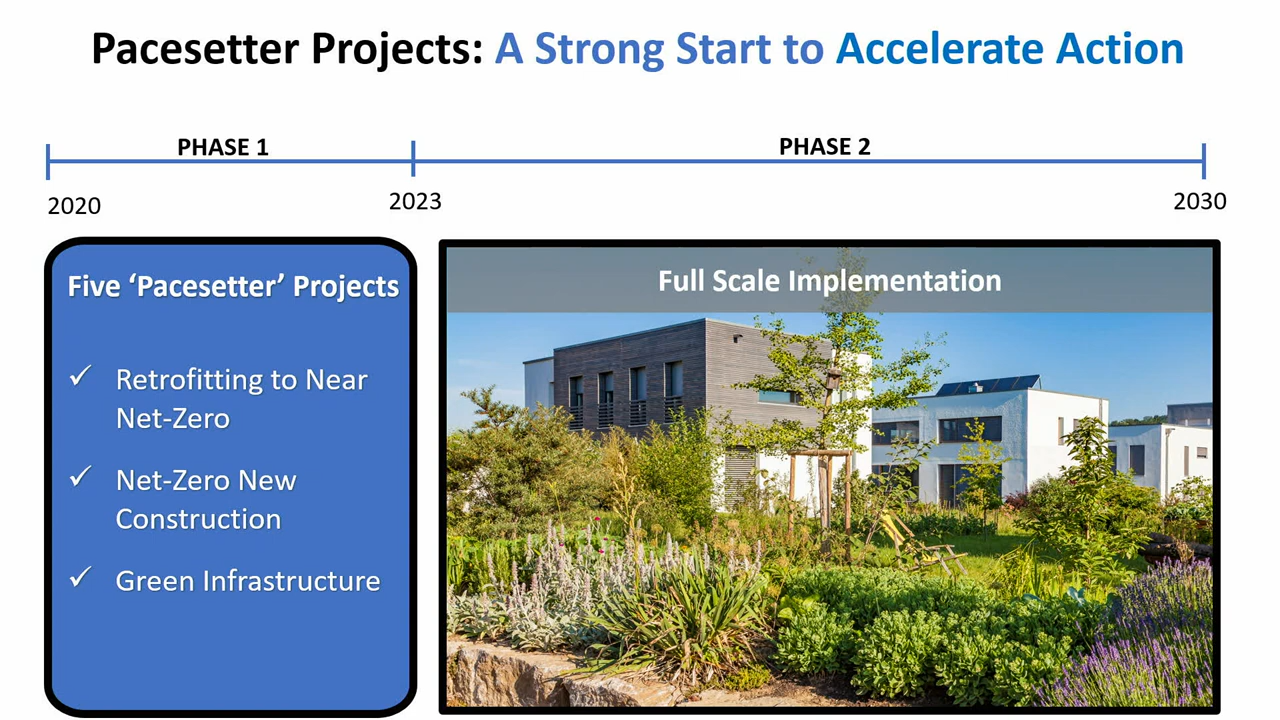 Pacesetter Projects: A Strong Start to Accelerate Action
PHASE 1
PHASE 2
2020
2023
2030
Five ‘Pacesetter’ Projects
✓ Retrofitting to Near
Net-Zero
✓ Net-Zero New
Construction
✓ Green Infrastructure
Full Scale Implementation